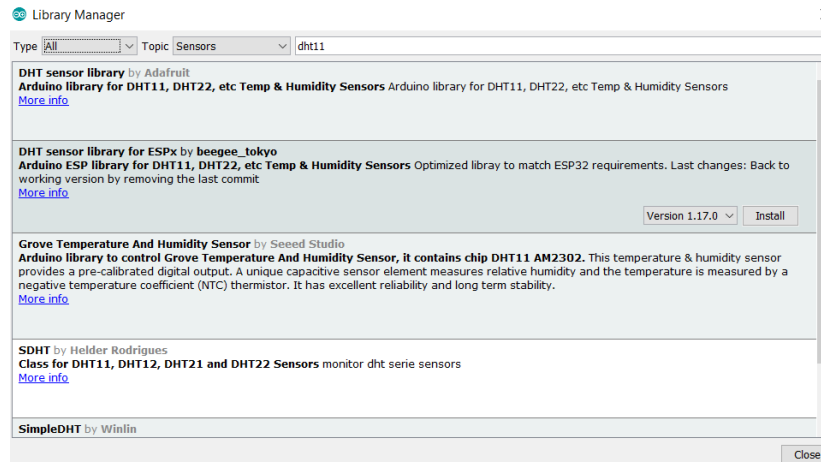 Library Manager
Type All Topic Sensors dht11
DHT sensor library by Adafruit
Arduino library for DHT11, DHT22, etc Temp & Humidity Sensors Arduino library for DHT11, DHT22, etc Temp & Humidity Sensors
More info
DHT sensor library for ESPx by beegee_tokyo
Arduino ESP library for DHT11, DHT22, etc Temp & Humidity Sensors Optimized libray to match ESP32 requirements. Last changes: Back to
working version by removing the last commit
More info
Version 1.17.0 Install
Grove Temperature And Humidity Sensor by Seeed Studio
Arduino library to control Grove Temperature And Humidity Sensor, it contains chip DHT11 AM2302. This temperature & humidity sensor
provides a pre-calibrated digital output. A unique capacitive sensor element measures relative humidity and the temperature is measured by a
negative temperature coefficient (NTC) thermistor. It has excellent reliability and long term stability.
More info
SDHT by Helder Rodrigues
Class for DHT11, DHT12, DHT21 and DHT22 Sensors monitor dht serie sensors
More info
SimpleDHT by Winlin
Close